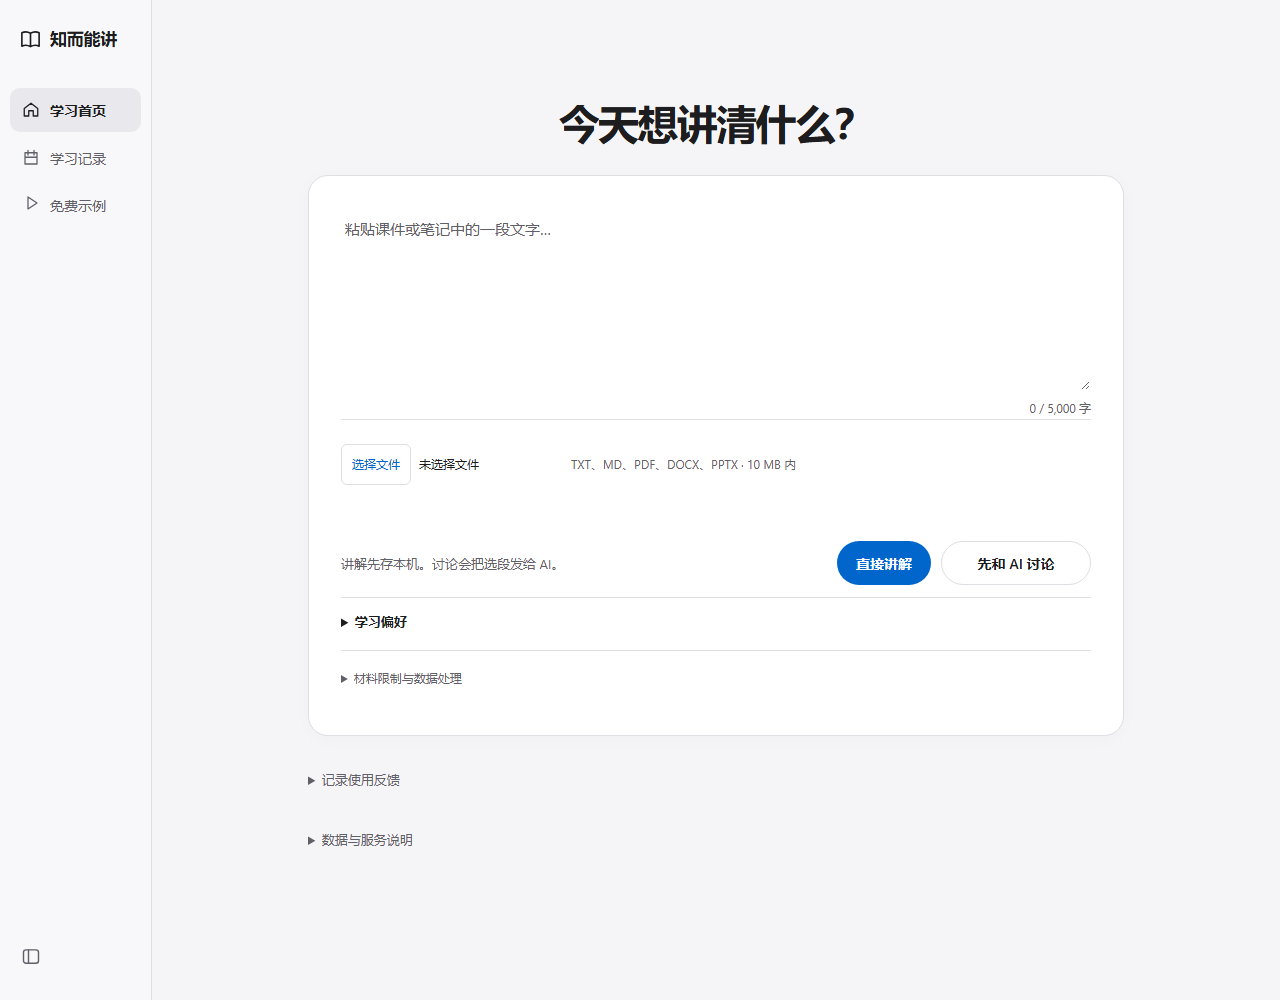 知而能讲
学习首页
学习记录
免费示例
今天想讲清什么？
粘贴课件或笔记中的一段文字...
0 / 5,000 字
选择文件 未选择文件 TXT、MD、PDF、DOCX、PPTX · 10 MB 内
讲解先存本机。讨论会把选段发给 AI。 直接讲解 先和 AI 讨论
学习偏好
材料限制与数据处理
记录使用反馈
数据与服务说明